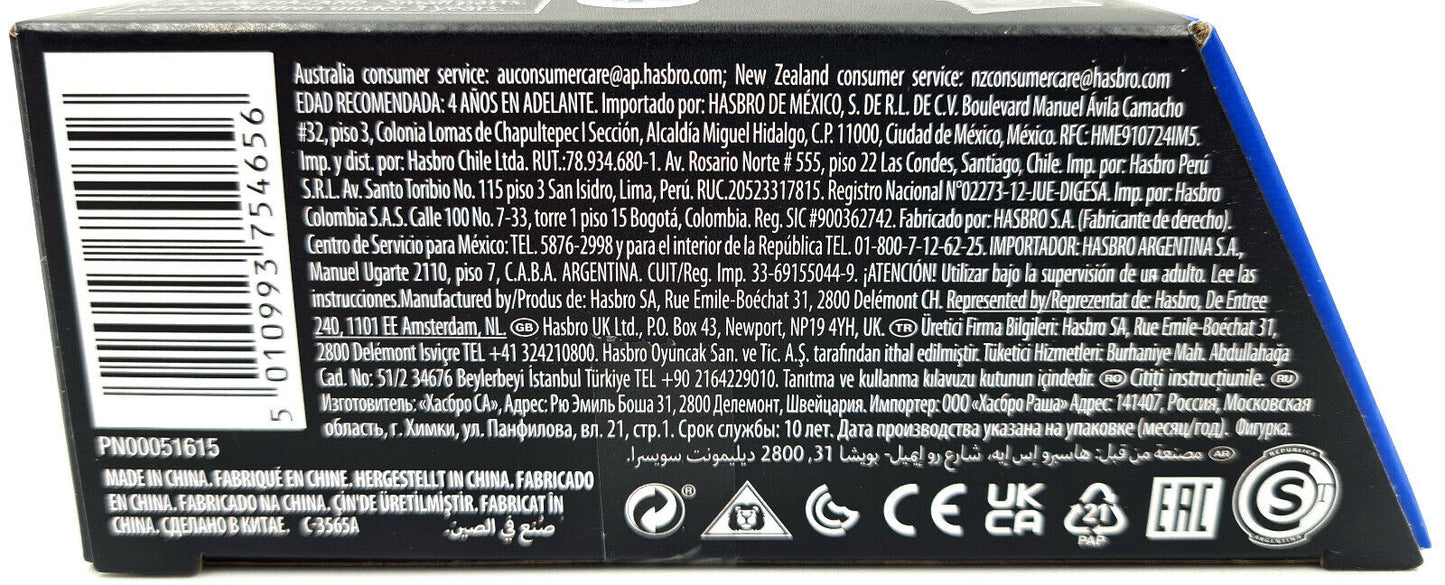 5 010993 754656
PN00051615
Australia consumer service: auconsumercare@ap.hasbro.com; New Zealand consumer service: nzconsumercare@hasbro.com
EDAD RECOMENDADA: 4 AÑOS EN ADELANTE. Importado por: HASBRO DE MÉXICO, S. DE R.L. DE C.V. Boulevard Manuel Ávila Camacho
#32, piso 3, Colonia Lomas de Chapultepec I Sección, Alcaldía Miguel Hidalgo, C.P. 11000, Ciudad de México, México. RFC: HME910724IM5.
Imp. y dist. por: Hasbro Chile Ltda. RUT.:78.934.680-1. Av. Rosario Norte # 555, piso 22 Las Condes, Santiago, Chile. Imp. por: Hasbro Perú
S.R.L. Av. Santo Toribio No. 115 piso 3 San Isidro, Lima, Perú. RUC.20523317815. Registro Nacional N°02273-12-JUE-DIGESA. Imp. por: Hasbro
Colombia S.A.S. Calle 100 No. 7-33, torre 1 piso 15 Bogotá, Colombia. Reg. SIC #900362742. Fabricado por: HASBRO S.A. (Fabricante de derecho).
Centro de Servicio para México: TEL. 5876-2998 y para el interior de la República TEL. 01-800-7-12-62-25. IMPORTADOR: HASBRO ARGENTINA S.A.,
Manuel Ugarte 2110, piso 7, C.A.B.A. ARGENTINA. CUIT/Reg. Imp. 33-69155044-9. ¡ATENCIÓN! Utilizar bajo la supervisión de un adulto. Lee las
instrucciones.Manufactured by/Produs de: Hasbro SA, Rue Emile-Boéchat 31, 2800 Delémont CH. Represented by/Reprezentat de: Hasbro, De Entree
240, 1101 EE Amsterdam, NL. GB Hasbro UK Ltd., P.O. Box 43, Newport, NP19 4YH, UK. TR Üretici Firma Bilgileri: Hasbro SA, Rue Emile-Boéchat 31,
2800 Delémont İsviçre TEL +41 324210800. Hasbro Oyuncak San. ve Tic. A.Ş. tarafından ithal edilmiştir. Tüketici Hizmetleri: Burhaniye Mah. Abdullahağa
Cad. No: 51/2 34676 Beylerbeyi İstanbul Türkiye TEL +90 2164229010. Tanıtma ve kullanma kılavuzu kutunun içindedir. RO Citiți instrucțiunile. RU
Изготовитель: «Хасбро СА», Адрес: Рю Эмиль Боша 31, 2800 Делемонт, Швейцария. Импортер: ООО «Хасбро Раша» Адрес: 141407, Россия, Московская
область, г. Химки, ул. Панфилова, вл. 21, стр.1. Срок службы: 10 лет. Дата производства указана на упаковке (месяц/год). Фигурка.
AR مصنعة من قبل: هاسبرو إس إيه، شارع رو إيميل- بويشا 31، 2800 ديليمونت سويسرا.
MADE IN CHINA. FABRIQUÉ EN CHINE. HERGESTELLT IN CHINA. FABRICADO
EN CHINA. FABRICADO NA CHINA. ÇİN'DE ÜRETİLMİŞTİR. FABRICAT ÎN
CHINA. СДЕЛАНО В КИТАЕ. C-3565A صنع في الصين.
®
CE
UK
CA
21
PAP
EAC
REPUBLICA
S T
ARGENTINA